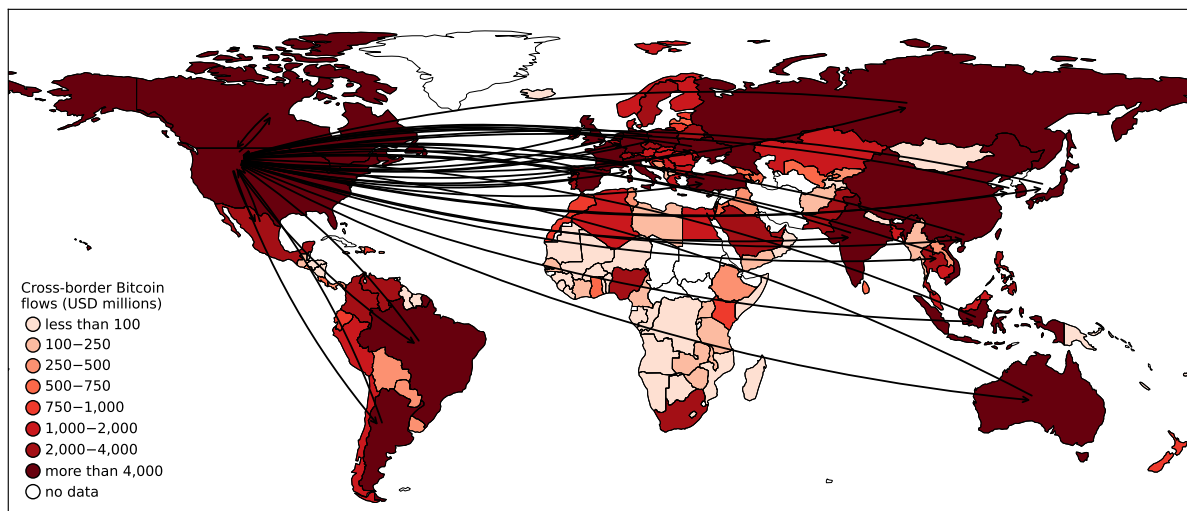 Cross-border Bitcoin
flows (USD millions)
less than 100
100−250
250−500
500−750
750−1,000
1,000−2,000
2,000−4,000
more than 4,000
no data